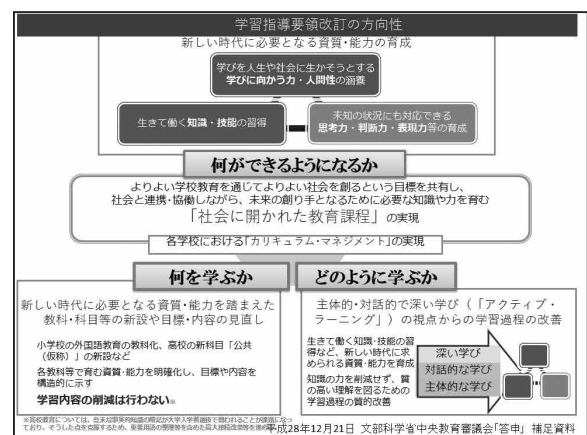 学習指導要領改訂の方向性
新しい時代に必要となる資質・能力の育成
学びを人生や社会に生かそうとする
学びに向かう力・人間性の涵養
生きて働く知識・技能の習得
未知の状況にも対応できる
思考力・判断力・表現力等の育成
何ができるようになるか
よりよい学校教育を通じてよりよい社会を創るという目標を共有し、
社会と連携・協働しながら、未来の創り手となるために必要な知識や力を育む
「社会に開かれた教育課程」の実現
各学校における「カリキュラム・マネジメント」の実現
何を学ぶか
新しい時代に必要となる資質・能力を踏まえた
教科・科目等の新設や目標・内容の見直し
小学校の外国語教育の教科化、高校の新科目「公共
（仮称）」の新設など
各教科等で育む資質・能力を明確化し、目標や内容を
構造的に示す
学習内容の削減は行わない※
どのように学ぶか
主体的・対話的で深い学び（「アクティブ・
ラーニング」）の視点からの学習過程の改善
生きて働く知識・技能の習
得など、新しい時代に求
められる資質・能力を育成
知識の力を削減せず、質
の高い理解を図るための
学習過程の質的改善
深い学び
対話的な学び
主体的な学び
平成28年12月21日 文部科学省中央教育審議会「答申」補足資料